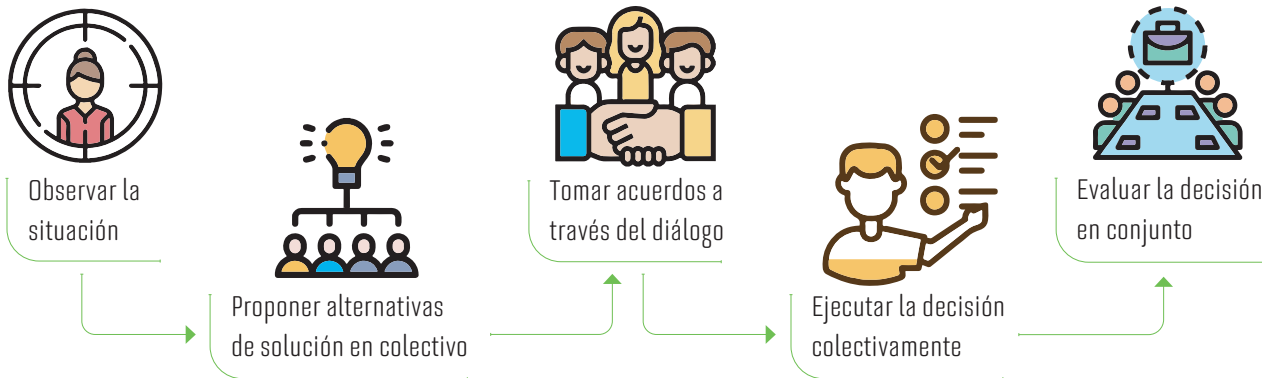 Observar la
situación
Proponer alternativas
de solución en colectivo
Tomar acuerdos a
través del diálogo
Ejecutar la decisión
colectivamente
Evaluar la decisión
en conjunto